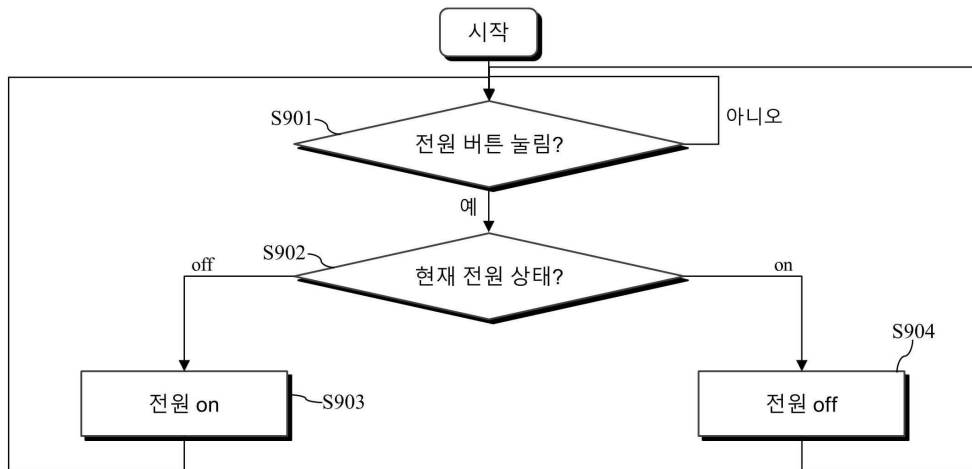 시작
S901
전원 버튼 눌림?
아니오
예
S902
off
현재 전원 상태?
on
S904
전원 on
S903
전원 off